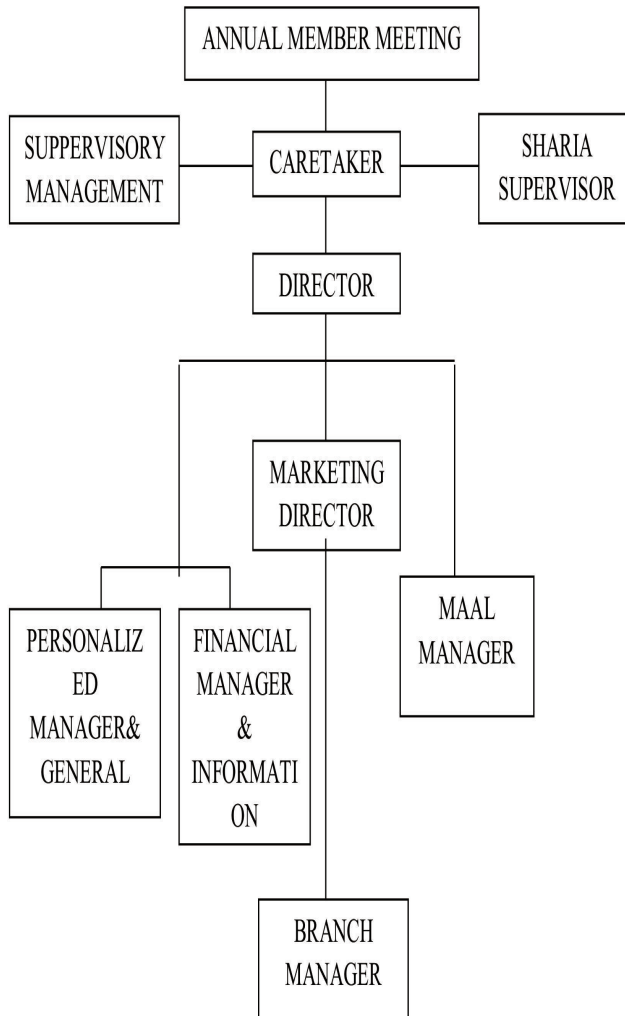 ANNUAL MEMBER MEETING
SUPPERVISORY
MANAGEMENT
CARETAKER
SHARIA
SUPERVISOR
DIRECTOR
MARKETING
DIRECTOR
PERSONALIZ
ED
MANAGER&
GENERAL
FINANCIAL
MANAGER
&
INFORMATI
ON
MAAL
MANAGER
BRANCH
MANAGER